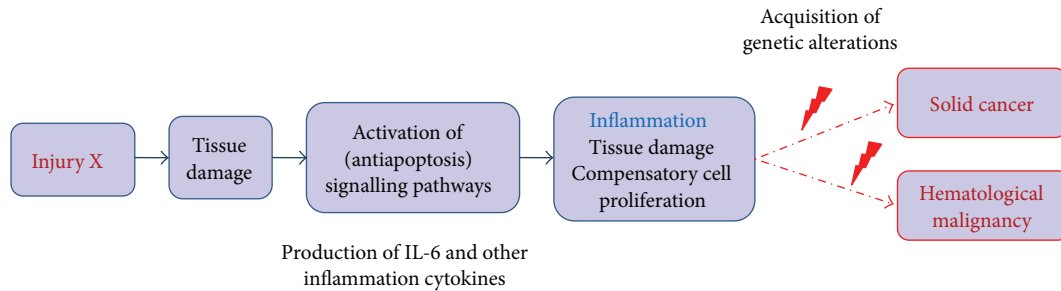 Acquisition of
genetic alterations
Injury X
Tissue
damage
Activation of
(antiapoptosis)
signalling pathways
Inflammation
Tissue damage
Compensatory cell
proliferation
Solid cancer
Hematological
malignancy
Production of IL-6 and other
inflammation cytokines